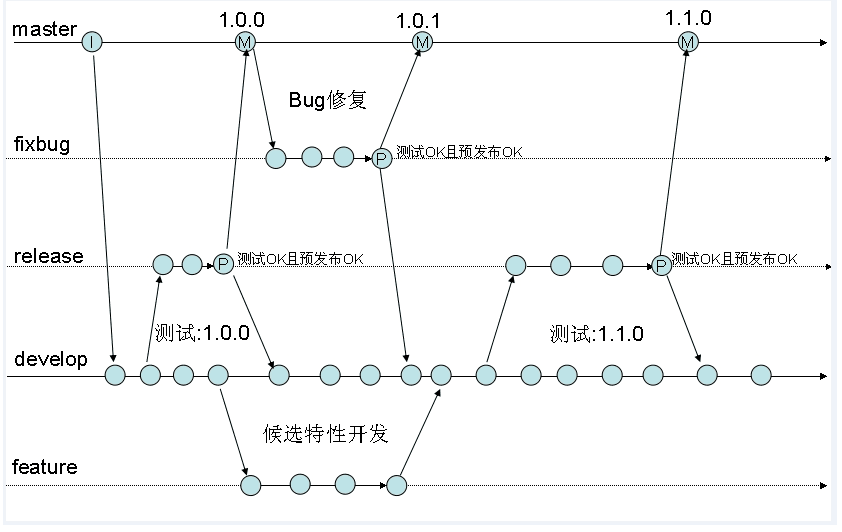 1.0.0
1.0.1
1.1.0
master
I
M
M
M
Bug修复
fixbug
P
测试OK且预发布OK
release
P
测试OK且预发布OK
P
测试OK且预发布OK
测试:1.0.0
测试:1.1.0
develop
候选特性开发
feature